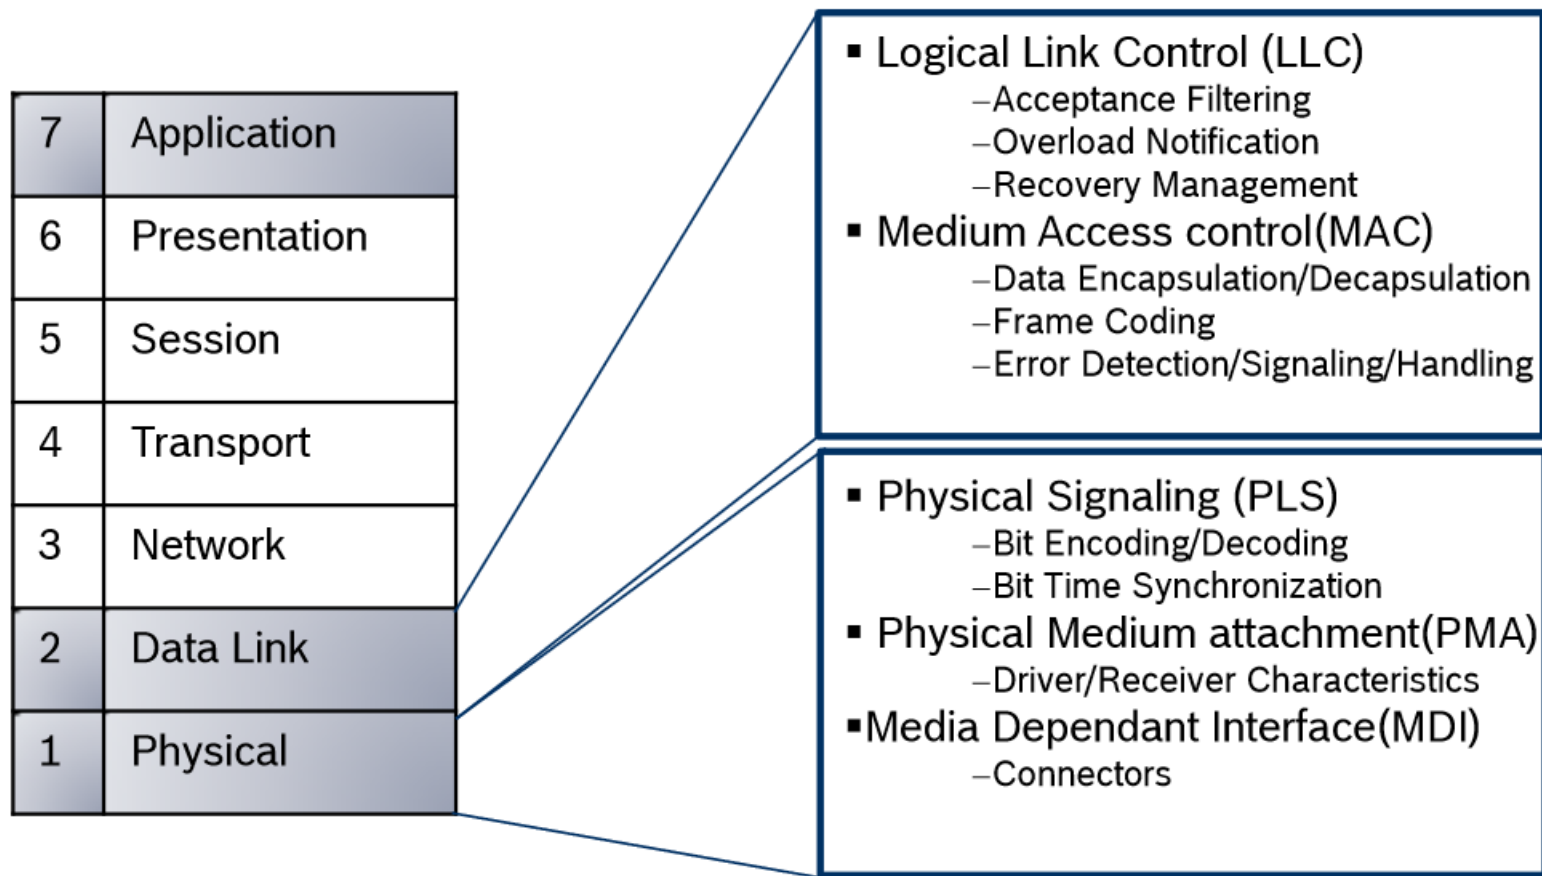 7 Application
6 Presentation
5 Session
4 Transport
3 Network
2 Data Link
1 Physical
▪ Logical Link Control (LLC)
–Acceptance Filtering
–Overload Notification
–Recovery Management
▪ Medium Access control(MAC)
–Data Encapsulation/Decapsulation
–Frame Coding
–Error Detection/Signaling/Handling
▪ Physical Signaling (PLS)
–Bit Encoding/Decoding
–Bit Time Synchronization
▪ Physical Medium attachment(PMA)
–Driver/Receiver Characteristics
▪Media Dependant Interface(MDI)
–Connectors